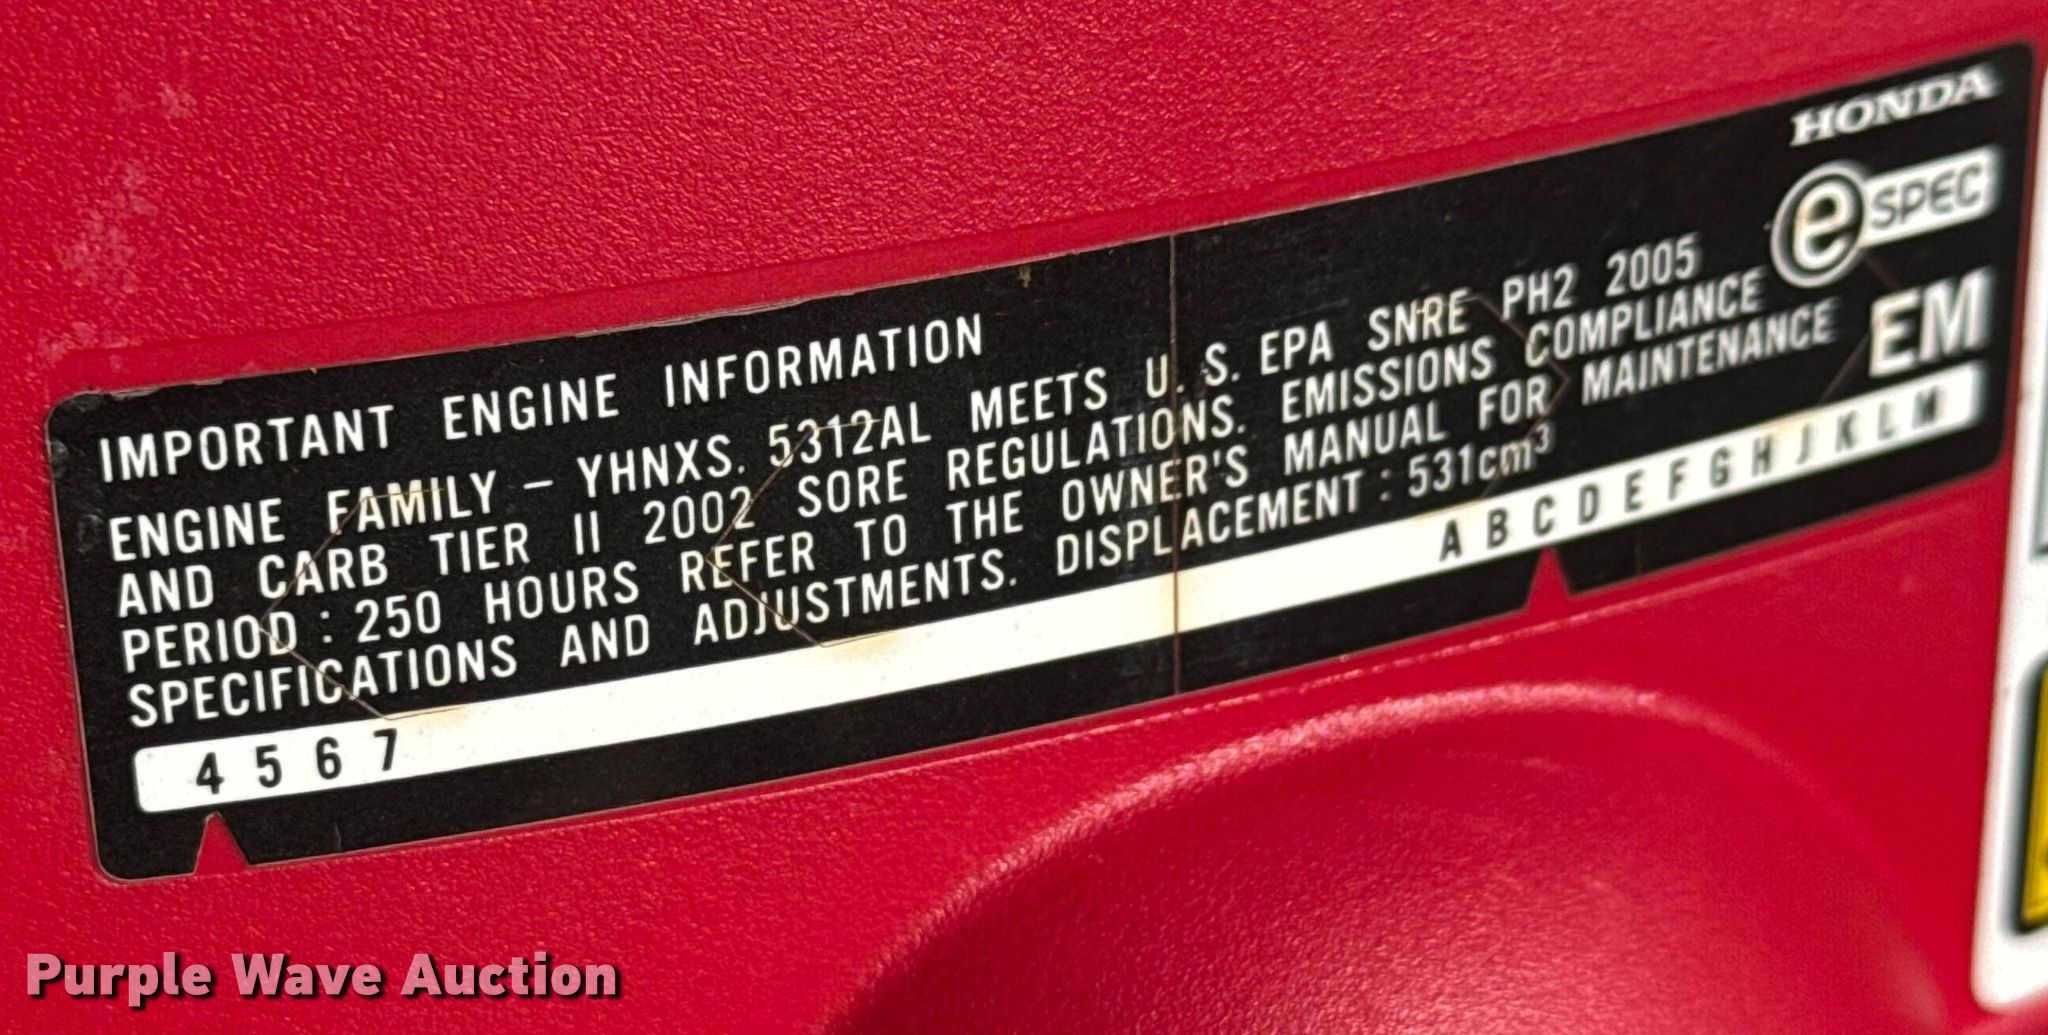 HONDA
e SPEC
EM
IMPORTANT ENGINE INFORMATION
ENGINE FAMILY - YHNXS. 5312AL MEETS U. S. EPA SNRE PH2 2005
AND CARB TIER II 2002 SORE REGULATIONS. EMISSIONS COMPLIANCE
PERIOD : 250 HOURS REFER TO THE OWNER'S MANUAL FOR MAINTENANCE
SPECIFICATIONS AND ADJUSTMENTS. DISPLACEMENT : 531cm³
4 5 6 7 A B C D E F G H J K L M
Purple Wave Auction